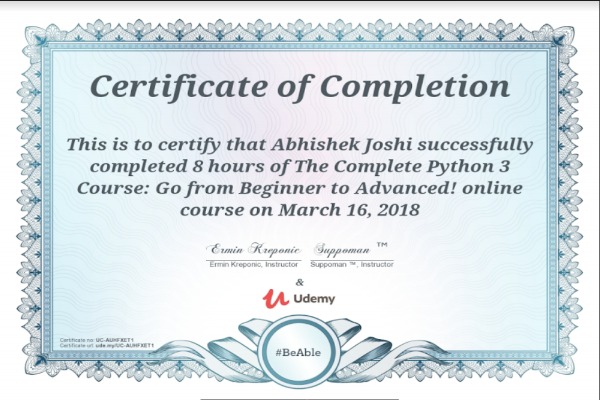 Certificate of Completion
This is to certify that Abhishek Joshi successfully
completed 8 hours of The Complete Python 3
Course: Go from Beginner to Advanced! online
course on March 16, 2018
Ermin Kreponic Suppoman ™
Ermin Kreponic, Instructor Suppoman ™, Instructor
&
Udemy
Certificate no: UC-AUHFXET1
Certificate url: ude.my/UC-AUHFXET1
#BeAble